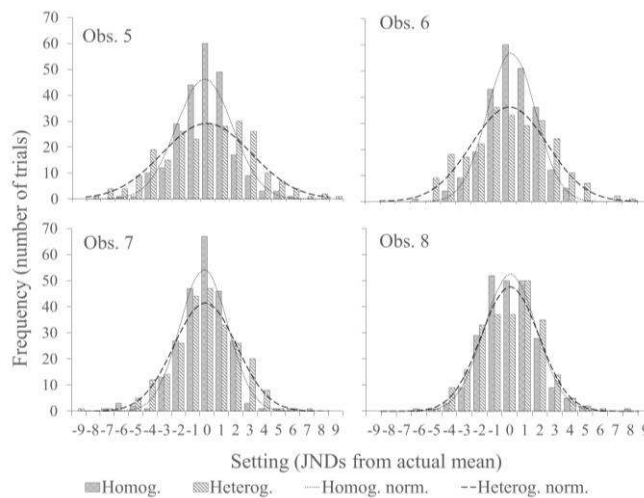 70
60
50
40
30
20
10
0
Obs. 5
Obs. 6
Frequency (number of trials)
70
60
50
40
30
20
10
0
Obs. 7
Obs. 8
-9 -8 -7 -6 -5 -4 -3 -2 -1 0 1 2 3 4 5 6 7 8 9
-9 -8 -7 -6 -5 -4 -3 -2 -1 0 1 2 3 4 5 6 7 8 9
Setting (JNDs from actual mean)
Homog. Heterog. Homog. norm. Heterog. norm.